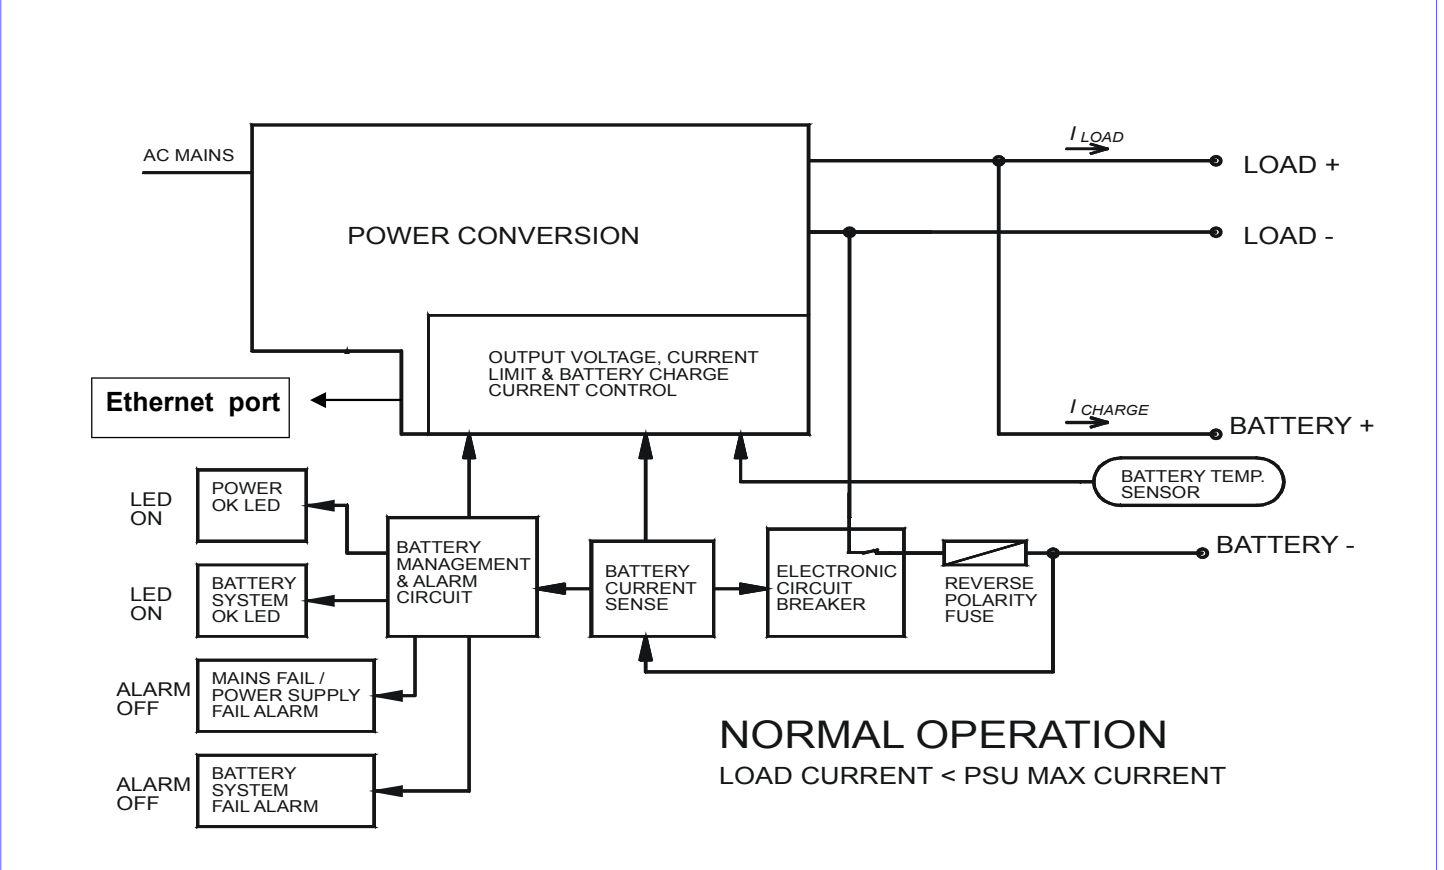 AC MAINS
I LOAD
LOAD +
LOAD -
POWER CONVERSION
OUTPUT VOLTAGE, CURRENT
LIMIT & BATTERY CHARGE
CURRENT CONTROL
Ethernet port
I CHARGE
BATTERY +
BATTERY TEMP.
SENSOR
LED
ON
POWER
OK LED
BATTERY
MANAGEMENT
& ALARM
CIRCUIT
BATTERY
CURRENT
SENSE
ELECTRONIC
CIRCUIT
BREAKER
REVERSE
POLARITY
FUSE
BATTERY -
LED
ON
BATTERY
SYSTEM
OK LED
ALARM
OFF
MAINS FAIL /
POWER SUPPLY
FAIL ALARM
ALARM
OFF
BATTERY
SYSTEM
FAIL ALARM
NORMAL OPERATION
LOAD CURRENT < PSU MAX CURRENT